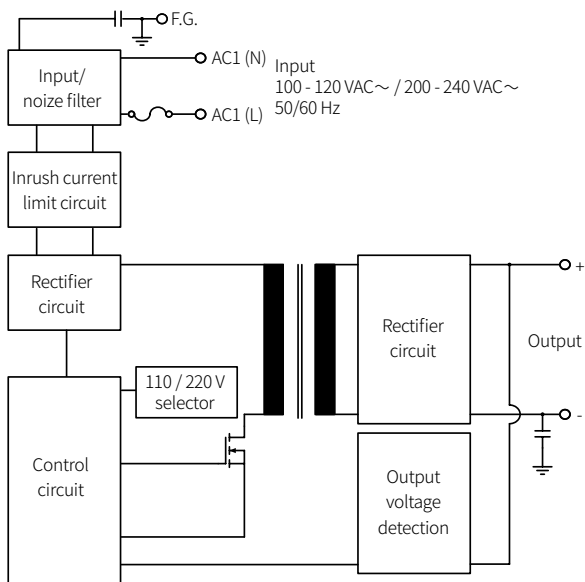 F.G.
AC1 (N)
Input
100 - 120 VAC～ / 200 - 240 VAC～
50/60 Hz
AC1 (L)
Input/
noize filter
Inrush current
limit circuit
Rectifier
circuit
110 / 220 V
selector
Control
circuit
Rectifier
circuit
Output
voltage
detection
+
Output
-